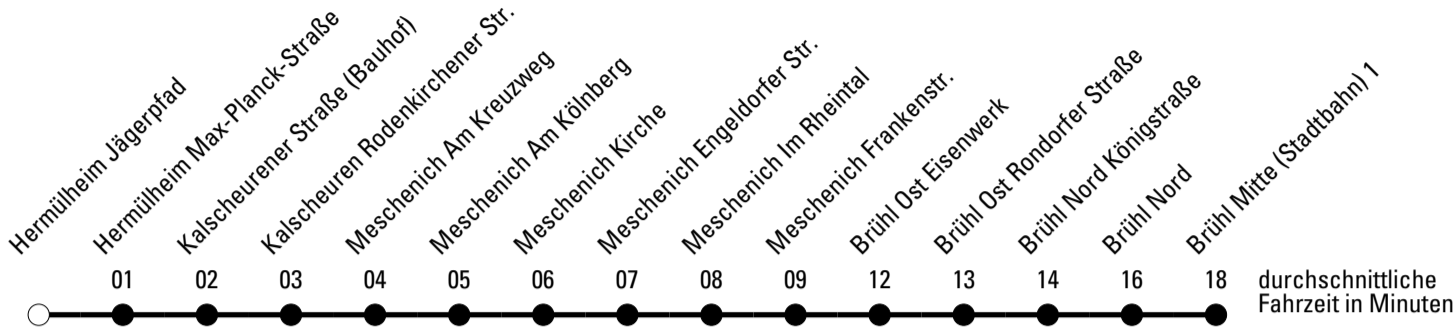 Hermülheim Jägerpfad
Hermülheim Max-Planck-Straße
Kalscheurener Straße (Bauhof)
Kalscheuren Rodenkirchener Str.
Meschenich Am Kreuzweg
Meschenich Am Kölnberg
Meschenich Kirche
Meschenich Engeldorfer Str.
Meschenich Im Rheintal
Meschenich Frankenstr.
Brühl Ost Eisenwerk
Brühl Ost Rondorfer Straße
Brühl Nord Königstraße
Brühl Nord
Brühl Mitte (Stadtbahn) 1
01 02 03 04 05 06 07 08 09 12 13 14 16 18
durchschnittliche
Fahrzeit in Minuten